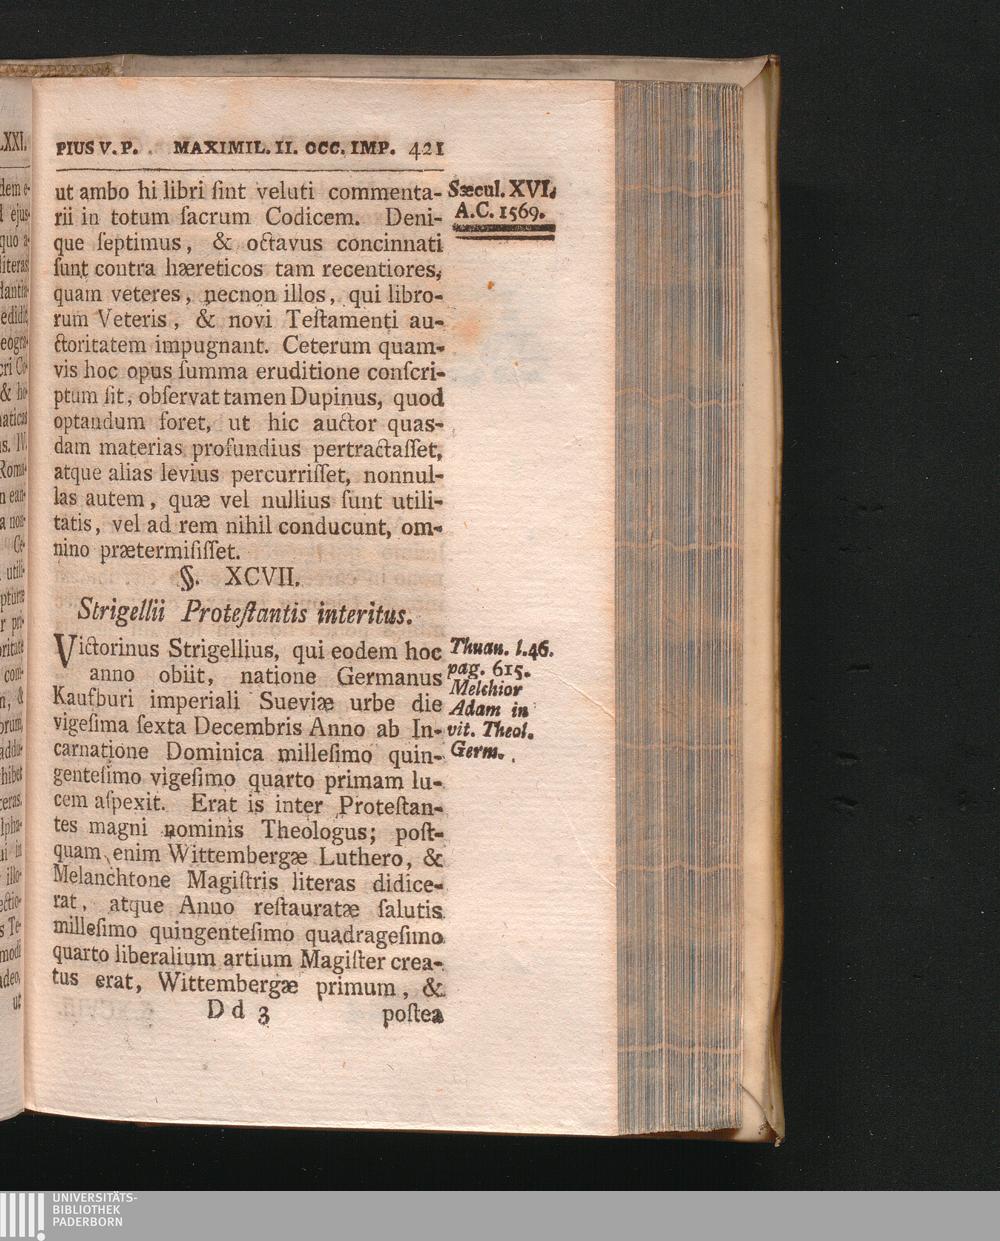 PIUS V. P. MAXIMIL. II. OCC. IMP. 421
ut ambo hi libri ſint veluti commenta-
rii in totum ſacrum Codicem. Deni-
que ſeptimus, & octavus concinnati
ſunt contra hæreticos tam recentiores,
quam veteres, necnon illos, qui libro-
rum Veteris, & novi Teſtamenti au-
ctoritatem impugnant. Ceterum quam-
vis hoc opus ſumma eruditione conſcri-
ptum ſit, obſervat tamen Dupinus, quod
optandum foret, ut hic auctor quas-
dam materias profundius pertractaſſet,
atque alias levius percurriſſet, nonnul-
las autem, quæ vel nullius ſunt utili-
tatis, vel ad rem nihil conducunt, om-
nino prætermiſiſſet.
Sæcul. XVI.
A.C. 1569.
§. XCVII.
Strigellii Proteſtantis interitus.
Victorinus Strigellius, qui eodem hoc
anno obiit, natione Germanus
Kaufburi imperiali Sueviæ urbe die
vigeſima ſexta Decembris Anno ab In-
carnatione Dominica milleſimo quin-
genteſimo vigeſimo quarto primam lu-
cem aſpexit. Erat is inter Proteſtan-
tes magni nominis Theologus; poſt-
quam enim Wittembergæ Luthero, &
Melanchtone Magiſtris literas didice-
rat, atque Anno reſtauratæ ſalutis
milleſimo quingenteſimo quadrageſimo
quarto liberalium artium Magiſter crea-
tus erat, Wittembergæ primum, &
Thuan. l. 46.
pag. 615.
Melchior
Adam in
vit. Theol.
Germ.
D d 3 poſtea
LXXI.
UNIVERSITÄTS-
BIBLIOTHEK
PADERBORN